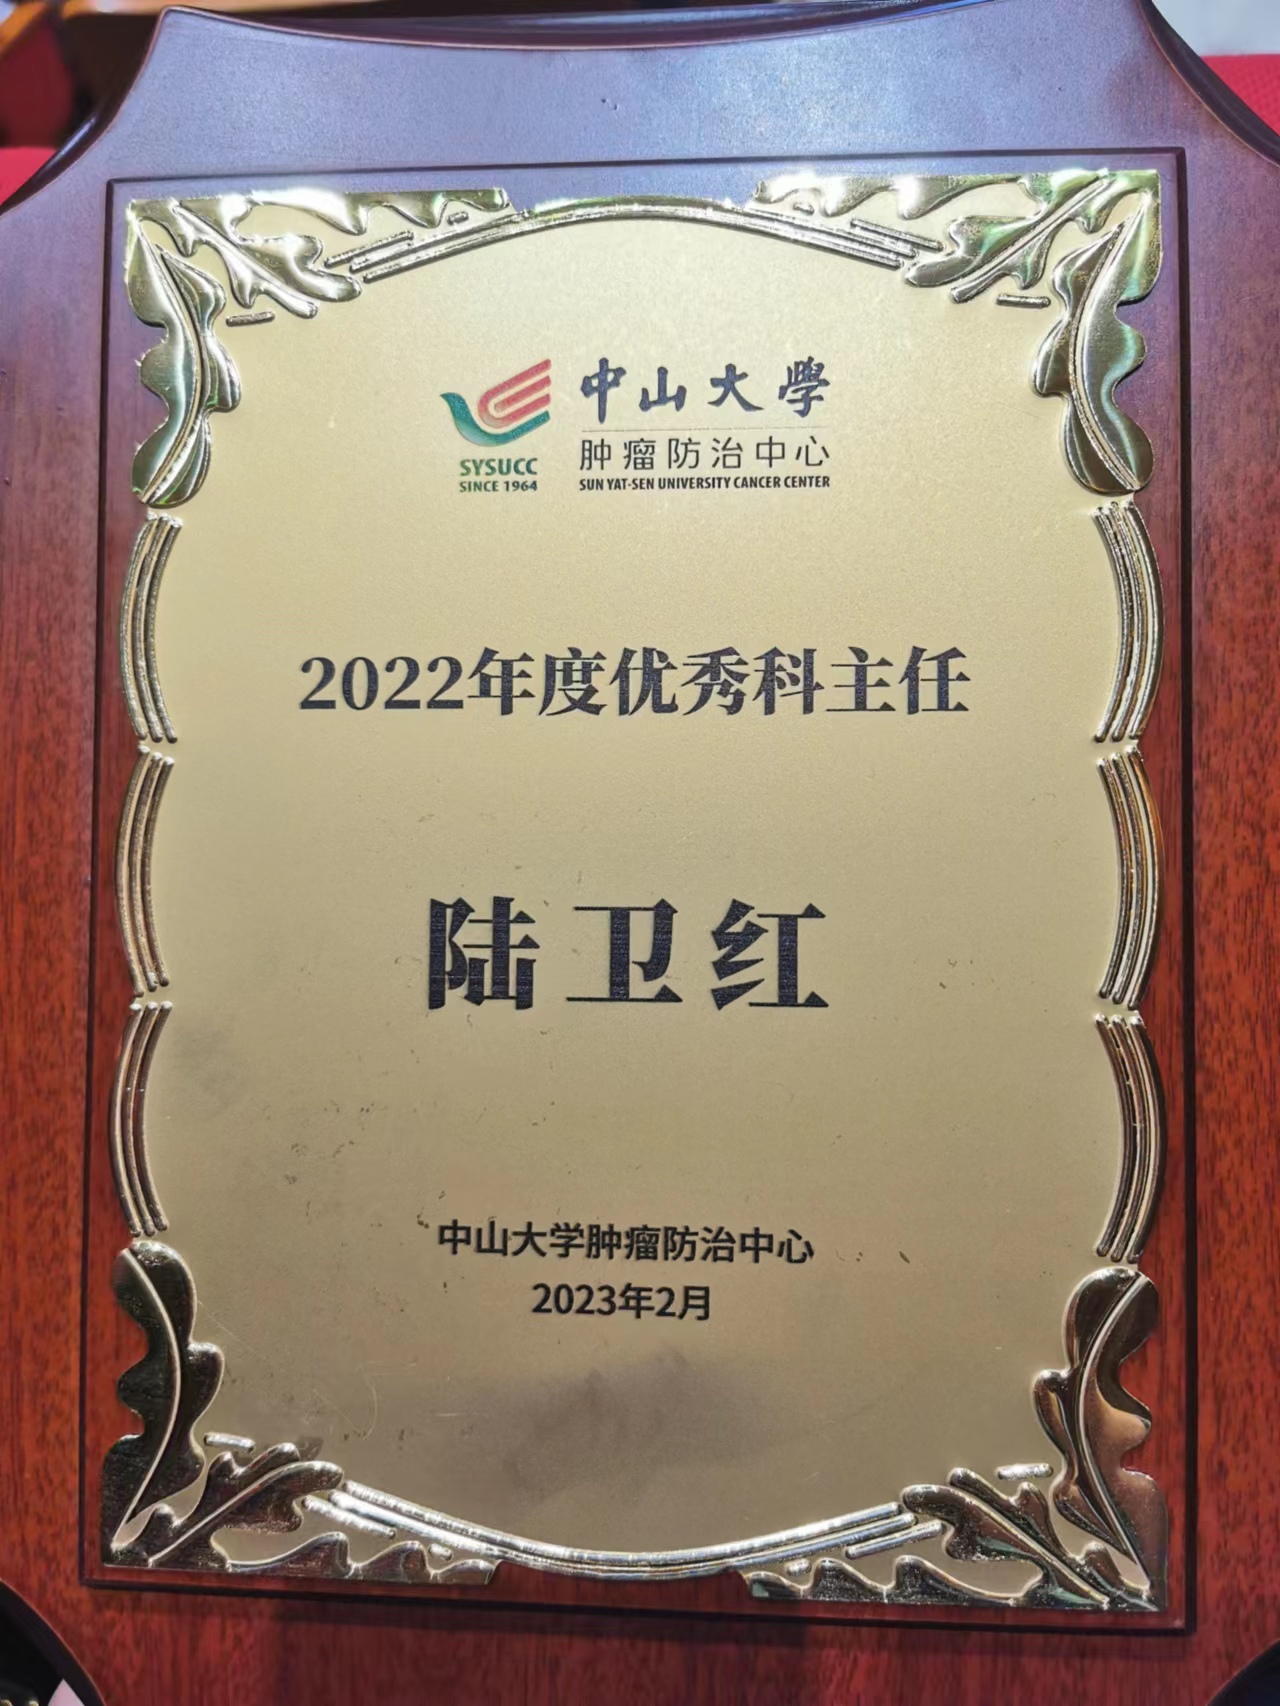 中山大學
肿瘤防治中心
SYSUCC
SINCE 1964
SUN YAT-SEN UNIVERSITY CANCER CENTER
2022年度优秀科主任
陆卫红
中山大学肿瘤防治中心
2023年2月